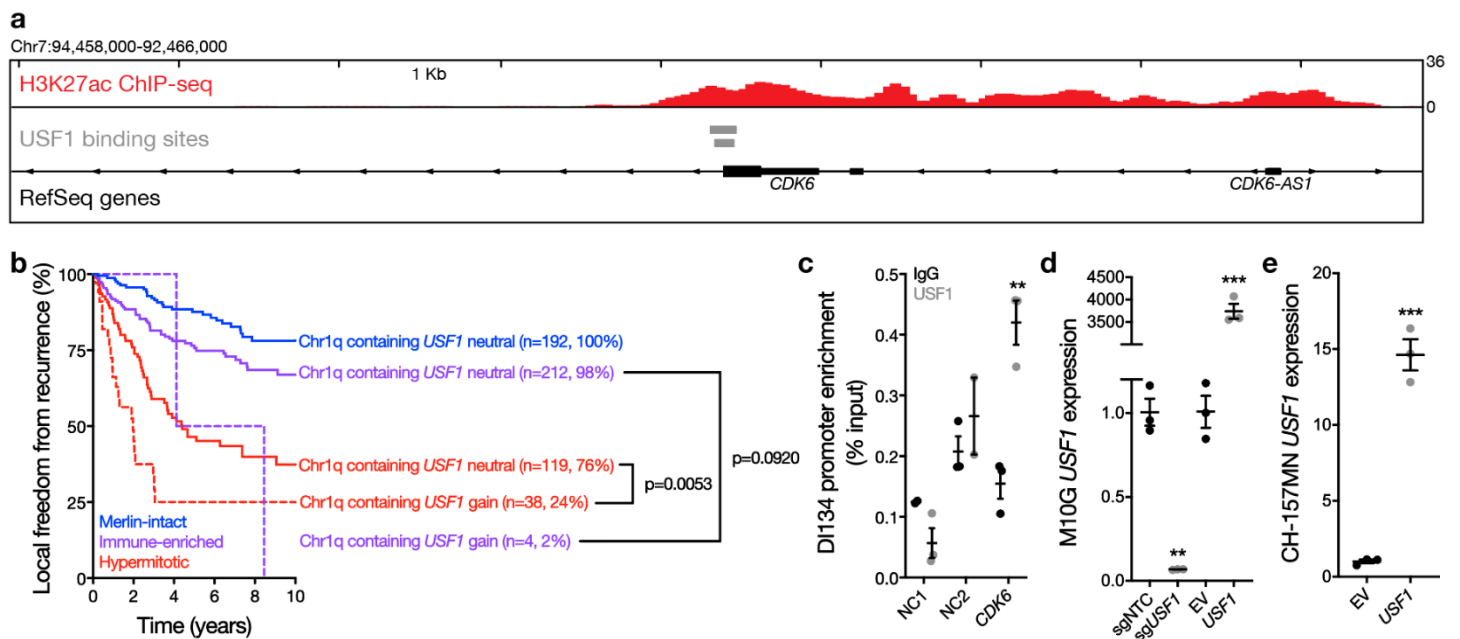 a
Chr7:94,458,000-92,466,000
1 Kb
36
H3K27ac ChIP-seq
0
USF1 binding sites
CDK6
CDK6-AS1
RefSeq genes
b
Local freedom from recurrence (%)
100
75
50
25
0
0 2 4 6 8 10
Time (years)
Chr1q containing USF1 neutral (n=192, 100%)
Chr1q containing USF1 neutral (n=212, 98%)
Chr1q containing USF1 neutral (n=119, 76%)
Chr1q containing USF1 gain (n=38, 24%)
Chr1q containing USF1 gain (n=4, 2%)
p=0.0053
p=0.0920
Merlin-intact
Immune-enriched
Hypermitotic
c
DI134 promoter enrichment
(% input)
0.5
0.4
0.3
0.2
0.1
0.0
IgG
USF1
**
NC1 NC2 CDK6
d
M10G USF1 expression
4500
4000
3500
1.0
0.5
0.0
**
***
sgNTC sgUSF1 EV USF1
e
CH-157MN USF1 expression
20
15
10
5
0
***
EV USF1